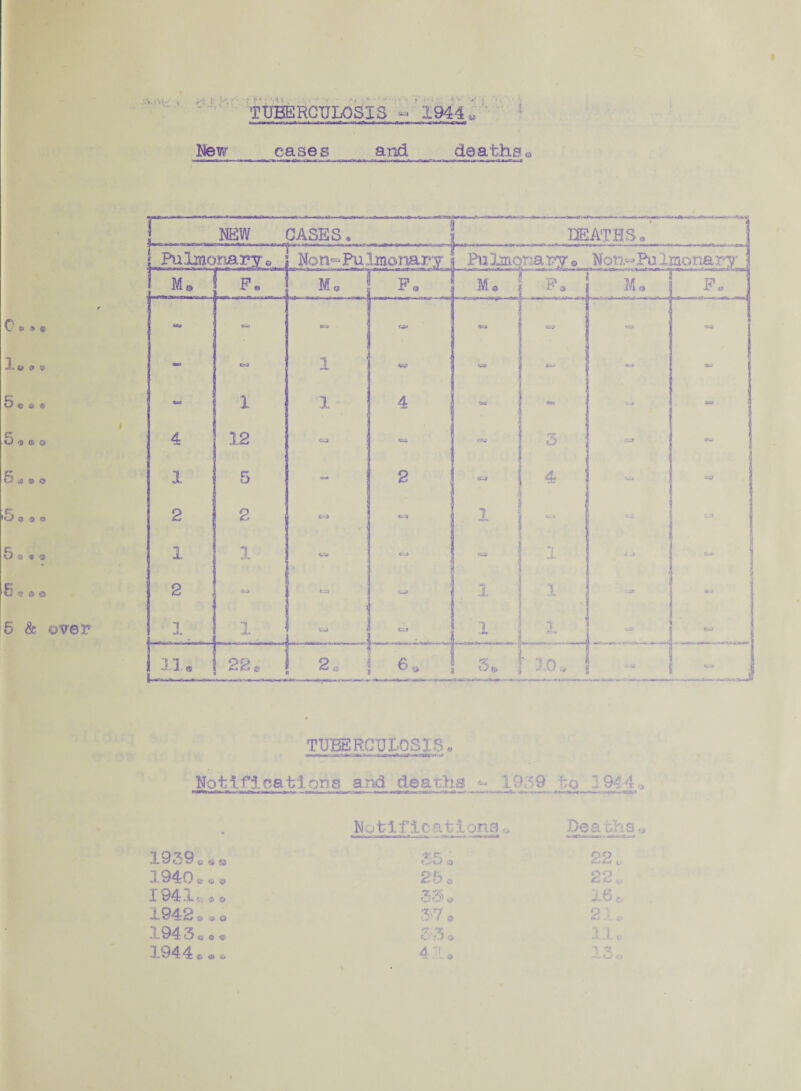 TUBERCULOSIS - 1944.
New cases and deaths.
NEW CASES. DEATHS.
Pulmonary. Non-Pulmonary Pulmonary. Non-Pulmonary
M. F. M. F. M. F. M. F.
0... - - - - - - - -
1... - - 1 - - - - -
5... - 1 1 4 - - - -
5... 4 12 - - - 3 - -
5... 1 5 - 2 - 4 - -
5... 2 2 - - 1 - - -
5... 1 1 - - - 1 - -
5... 2 - - - 1 1 - -
5 & over 1 1 - - 1 1 - -
11. 22. 2. 6. 3. 10. - -
TUBERCULOSIS.
Notifications and deaths - 1939 to 1944.
Notifications. Deaths.
1939... 35. 22.
1940... 25. 22.
1941... 33. 16.
1942... 37. 21.
1943... 33. 11.
1944... 41. 13.